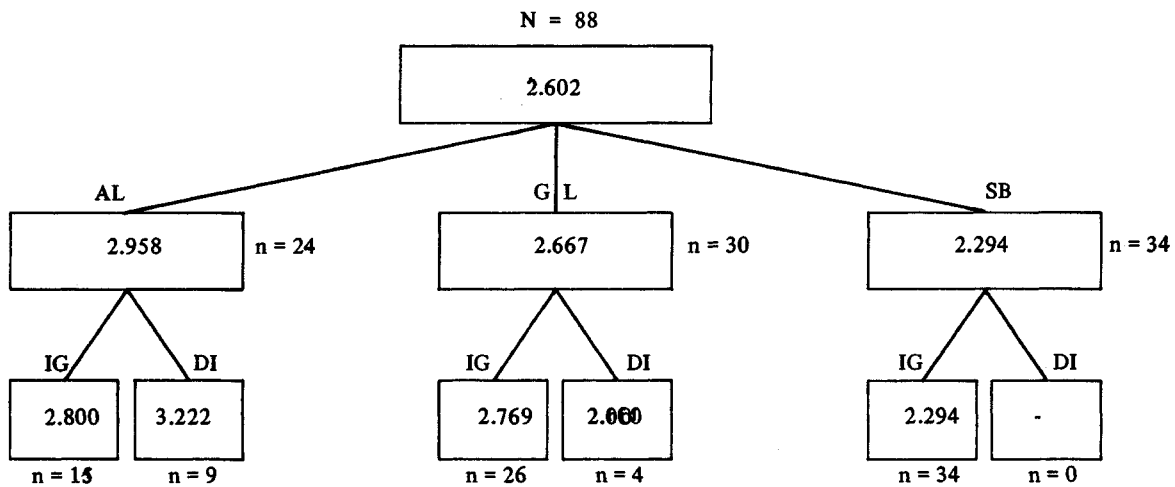 N = 88
2.602
AL G L SB
2.958 n = 24 2.667 n = 30 2.294 n = 34
IG DI IG DI IG DI
2.800 3.222 2.769 2.294 -
n = 15 n = 9 n = 26 n = 4 n = 34 n = 0